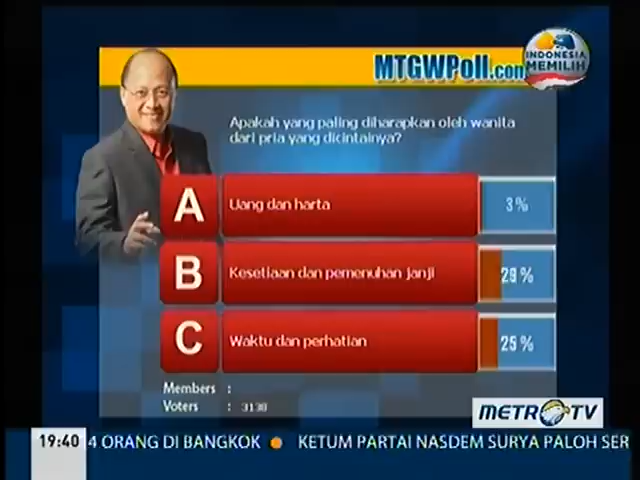 MTGWPoll.com
INDONESIA
MEMILIH
Apakah yang paling diharapkan oleh wanita
dari pria yang dicintainya?
A Uang dan harta 3 %
B Kesetiaan dan pemenuhan janji 29 %
C Waktu dan perhatian 25 %
Members :
Voters : 3138
METRO TV
19:40 4 ORANG DI BANGKOK KETUM PARTAI NASDEM SURYA PALOH SER